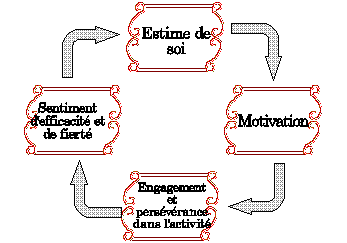 Estime de
soi
Motivation
Engagement
et
persévérance
dans l'activité
Sentiment
d'efficacité et
de fierté